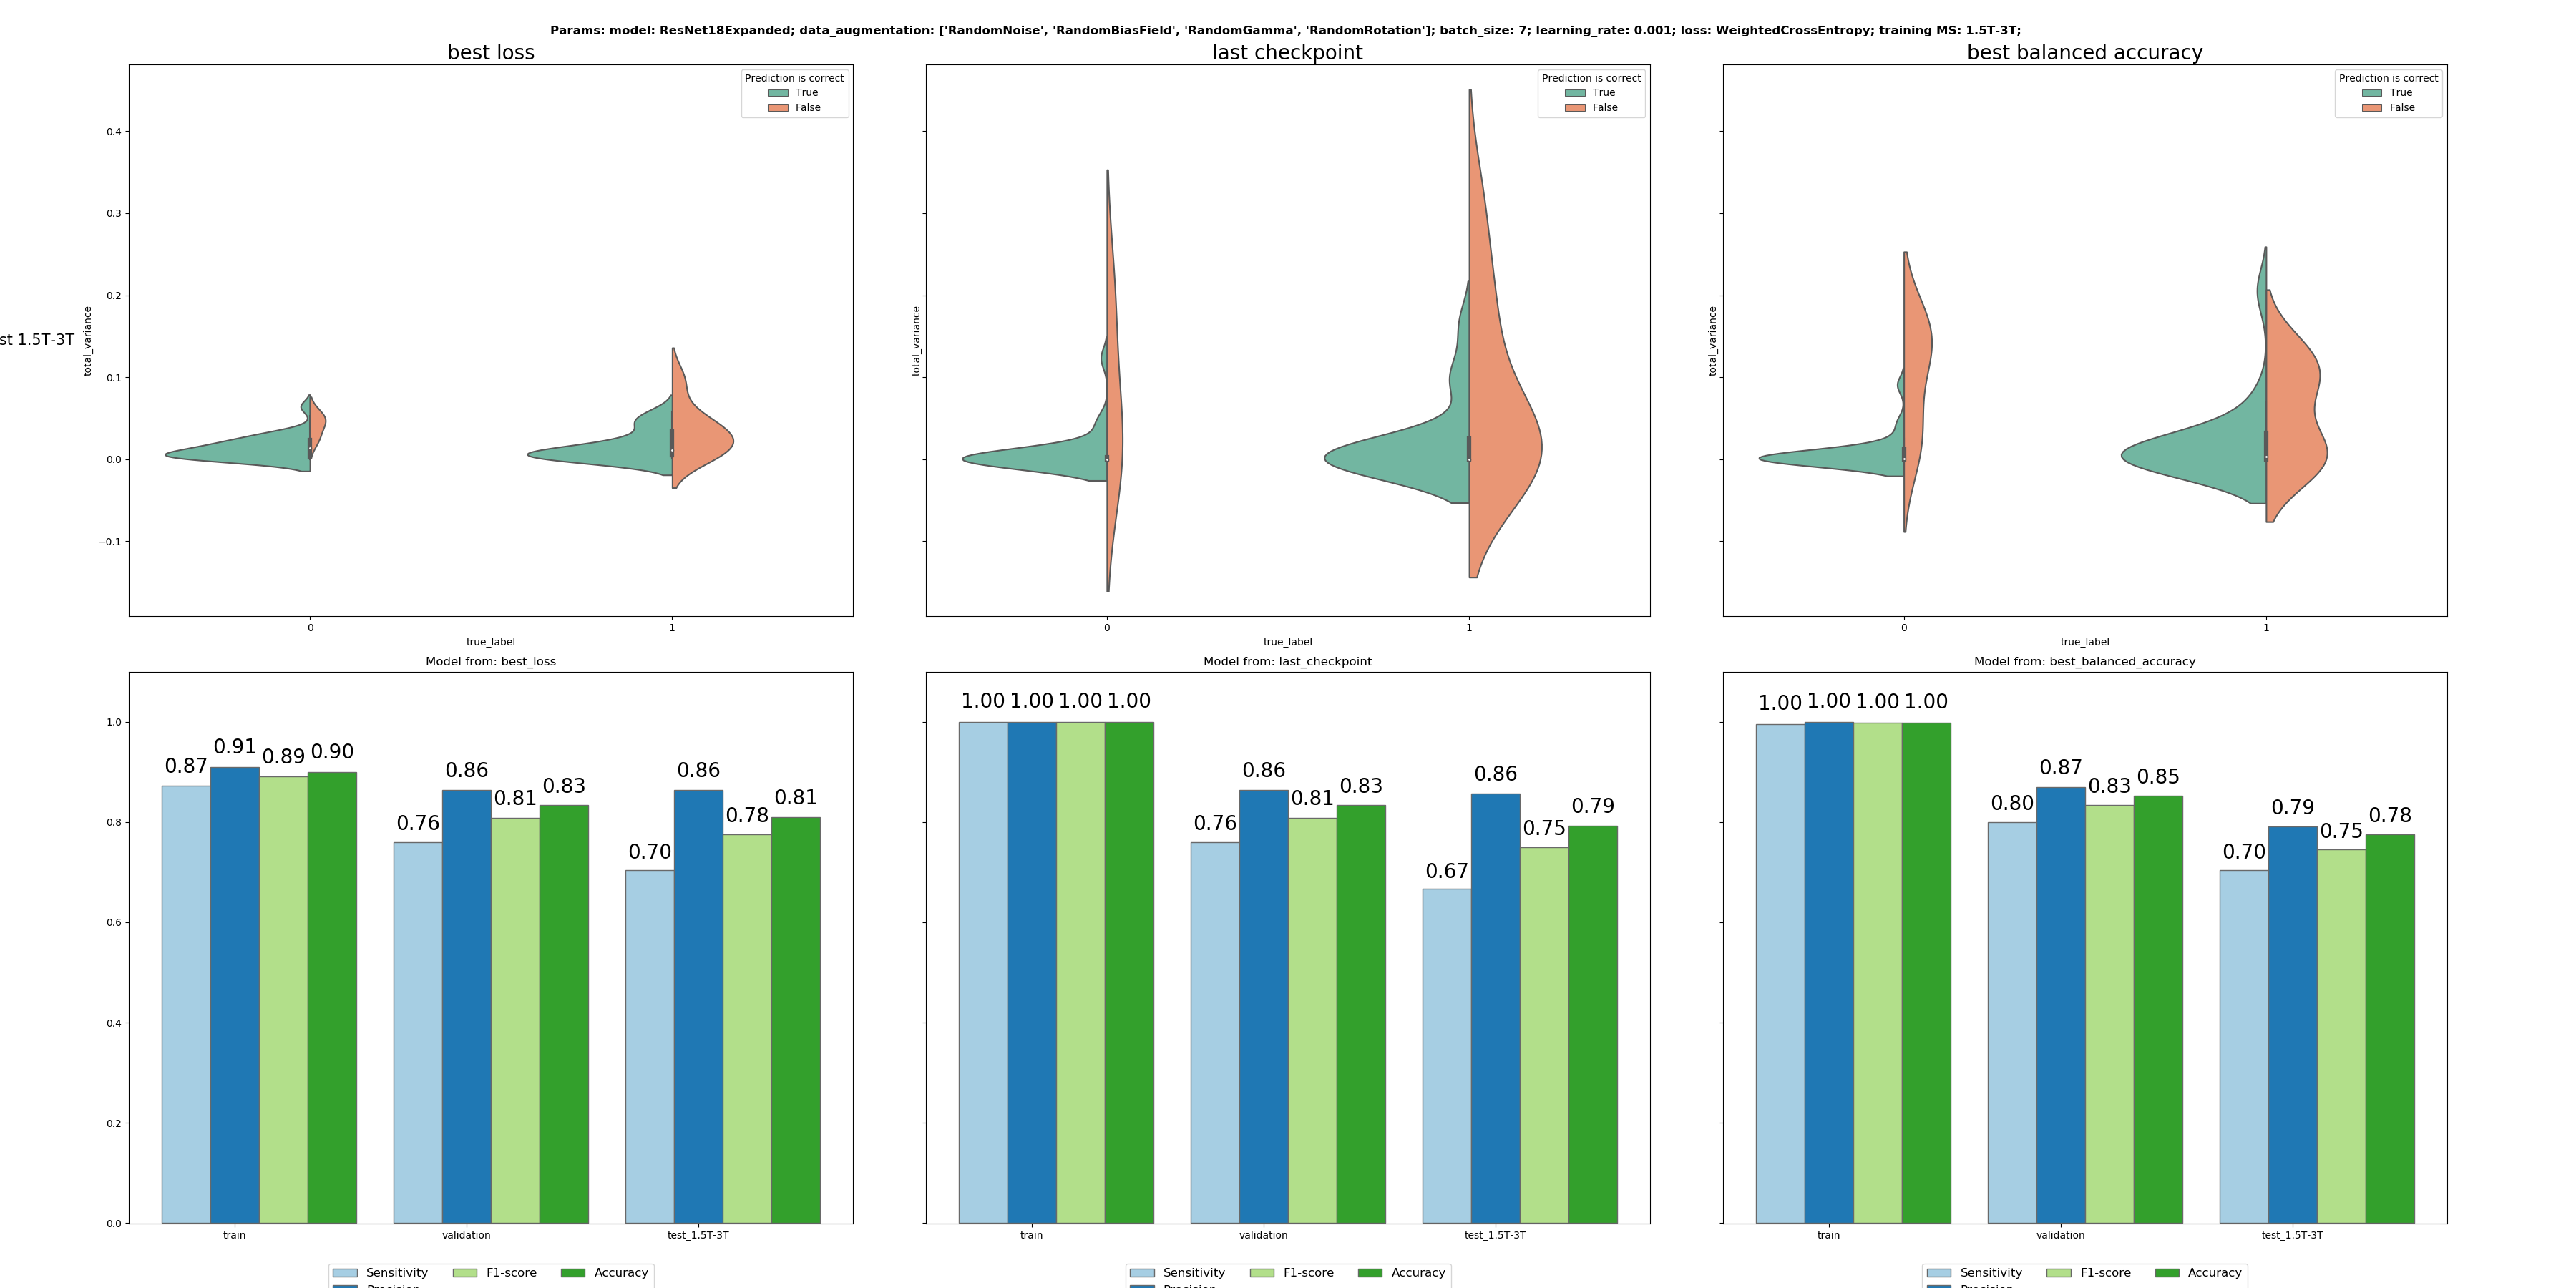 Params: model: ResNet18Expanded; data_augmentation: ['RandomNoise', 'RandomBiasField', 'RandomGamma', 'RandomRotation']; batch_size: 7; learning_rate: 0.001; loss: WeightedCrossEntropy; training MS: 1.5T-3T;
best loss
last checkpoint
best balanced accuracy
Prediction is correct
True
False
Prediction is correct
True
False
Prediction is correct
True
False
0.4
0.3
0.2
0.1
0.0
−0.1
st 1.5T-3T
total_variance
total_variance
total_variance
0 1
0 1
0 1
true_label
true_label
true_label
Model from: best_loss
Model from: last_checkpoint
Model from: best_balanced_accuracy
1.0
0.8
0.6
0.4
0.2
0.0
0.87 0.91 0.89 0.90
0.76 0.86 0.81 0.83
0.70 0.86 0.78 0.81
1.00 1.00 1.00 1.00
0.76 0.86 0.81 0.83
0.67 0.86 0.75 0.79
1.00 1.00 1.00 1.00
0.80 0.87 0.83 0.85
0.70 0.79 0.75 0.78
train validation test_1.5T-3T
train validation test_1.5T-3T
train validation test_1.5T-3T
Sensitivity F1-score Accuracy
Precision
Sensitivity F1-score Accuracy
Precision
Sensitivity F1-score Accuracy
Precision